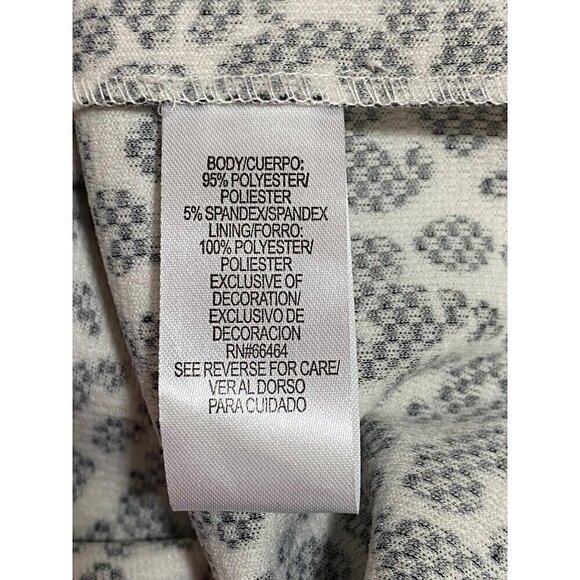 BODY/CUERPO:
95% POLYESTER/
POLIESTER
5% SPANDEX/SPANDEX
LINING/FORRO:
100% POLYESTER/
POLIESTER
EXCLUSIVE OF
DECORATION/
EXCLUSIVO DE
DECORACION
RN#66464
SEE REVERSE FOR CARE/
VER AL DORSO
PARA CUIDADO